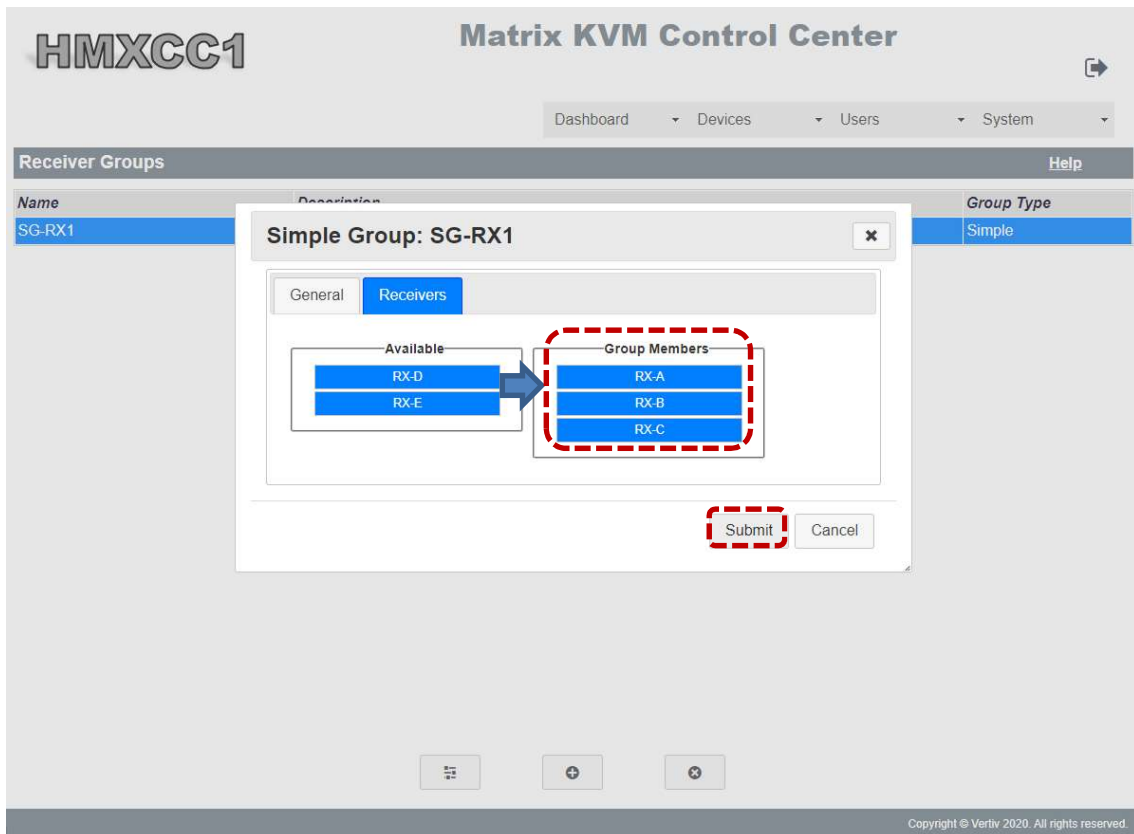 HMXCC1
Matrix KVM Control Center
Dashboard Devices Users System
Receiver Groups Help
Name Description Group Type
SG-RX1 Simple
Simple Group: SG-RX1
General Receivers
Available Group Members
RX-D RX-A
RX-E RX-B
RX-C
Submit Cancel
Copyright © Vertiv 2020. All rights reserved.